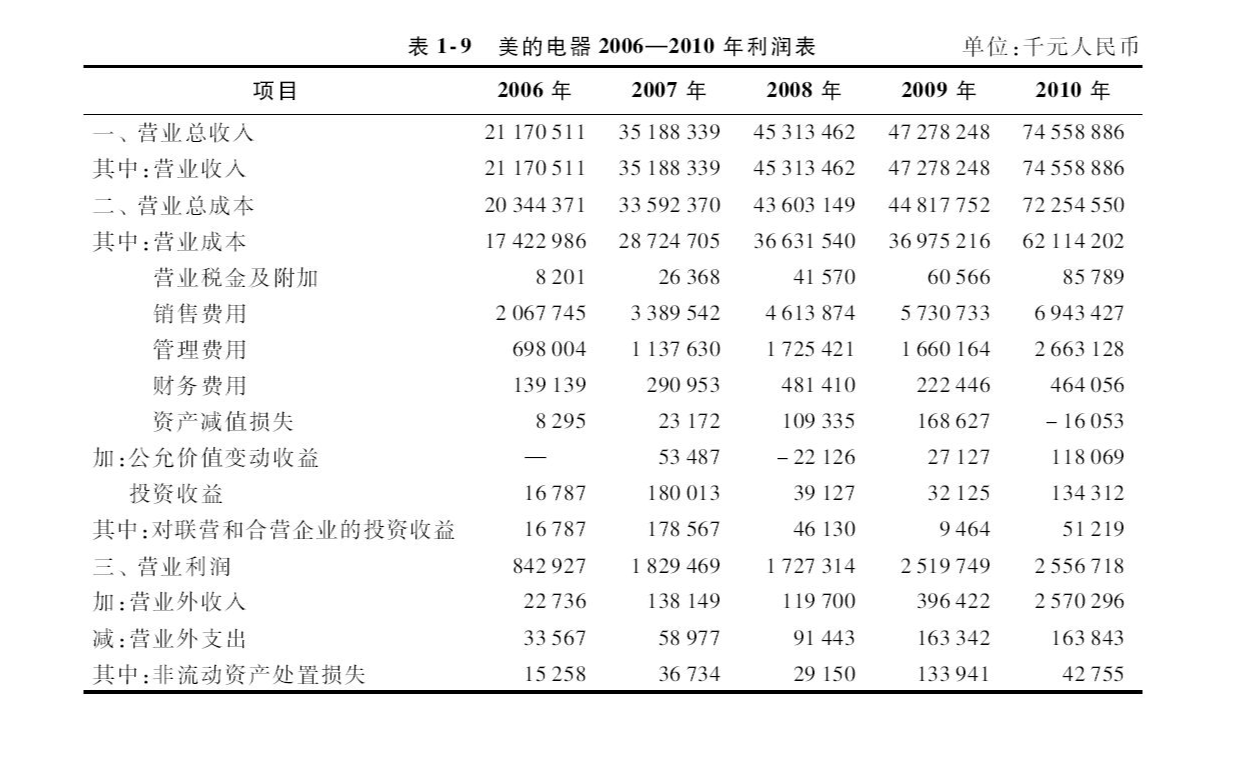 表 1-9 美的电器 2006—2010 年利润表 单位:千元人民币
项目 2006 年 2007 年 2008 年 2009 年 2010 年
一、营业总收入 21 170 511 35 188 339 45 313 462 47 278 248 74 558 886
其中:营业收入 21 170 511 35 188 339 45 313 462 47 278 248 74 558 886
二、营业总成本 20 344 371 33 592 370 43 603 149 44 817 752 72 254 550
其中:营业成本 17 422 986 28 724 705 36 631 540 36 975 216 62 114 202
营业税金及附加 8 201 26 368 41 570 60 566 85 789
销售费用 2 067 745 3 389 542 4 613 874 5 730 733 6 943 427
管理费用 698 004 1 137 630 1 725 421 1 660 164 2 663 128
财务费用 139 139 290 953 481 410 222 446 464 056
资产减值损失 8 295 23 172 109 335 168 627 – 16 053
加:公允价值变动收益 — 53 487 – 22 126 27 127 118 069
投资收益 16 787 180 013 39 127 32 125 134 312
其中:对联营和合营企业的投资收益 16 787 178 567 46 130 9 464 51 219
三、营业利润 842 927 1 829 469 1 727 314 2 519 749 2 556 718
加:营业外收入 22 736 138 149 119 700 396 422 2 570 296
减:营业外支出 33 567 58 977 91 443 163 342 163 843
其中:非流动资产处置损失 15 258 36 734 29 150 133 941 42 755